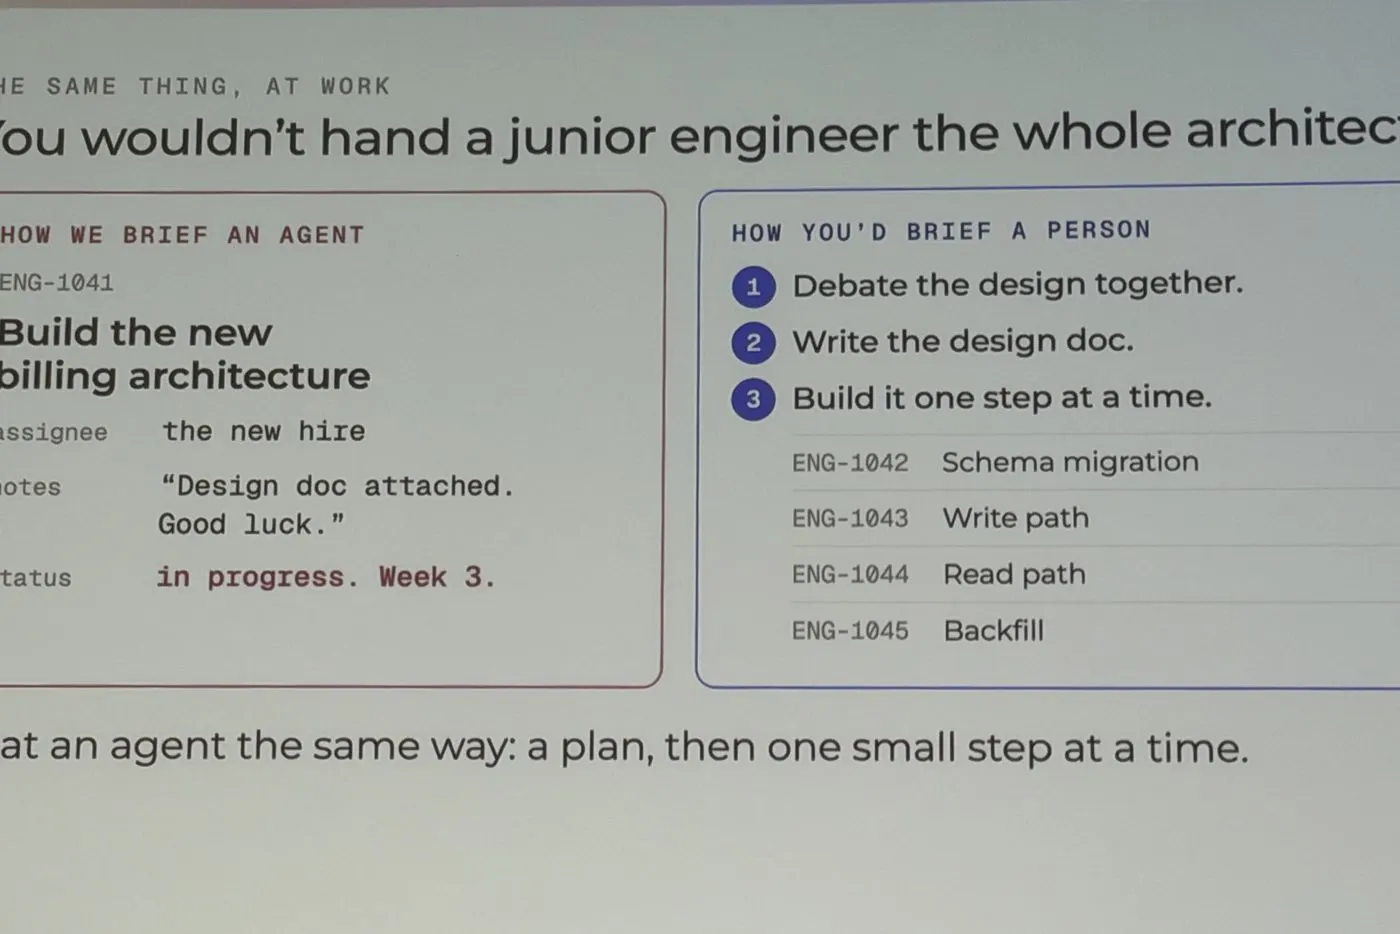 HE SAME THING, AT WORK
You wouldn’t hand a junior engineer the whole architec
HOW WE BRIEF AN AGENT
ENG-1041
Build the new
billing architecture
assignee the new hire
notes “Design doc attached.
Good luck.”
status in progress. Week 3.
HOW YOU’D BRIEF A PERSON
1 Debate the design together.
2 Write the design doc.
3 Build it one step at a time.
ENG-1042 Schema migration
ENG-1043 Write path
ENG-1044 Read path
ENG-1045 Backfill
at an agent the same way: a plan, then one small step at a time.